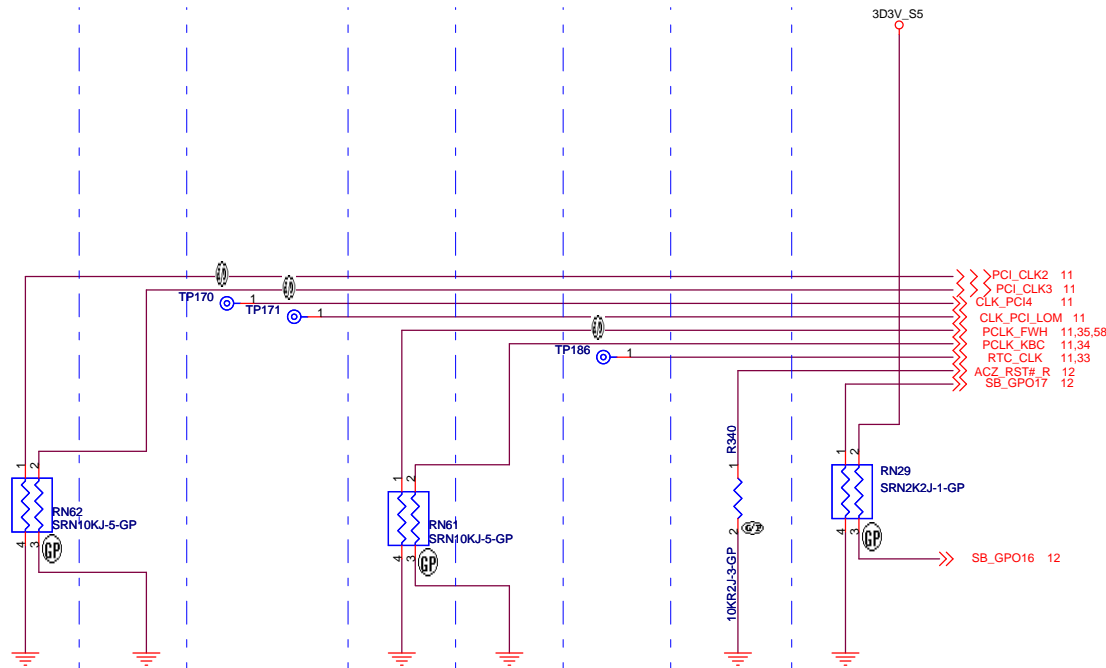 3D3V_S5
PCI_CLK2 11
PCI_CLK3 11
TP170
1
CLK_PCI4 11
TP171
1
CLK_PCI_LOM 11
PCLK_FWH 11,35,58
PCLK_KBC 11,34
TP186
1
RTC_CLK 11,33
ACZ_RST#_R 12
SB_GPO17 12
R340
1 2
1 2
1
1 2
RN62
SRN10KJ-5-GP
RN61
SRN10KJ-5-GP
RN29
SRN2K2J-1-GP
4 3
GP
4 3
GP
2
GP
10KR2J-3-GP
4 3
GP
SB_GPO16 12